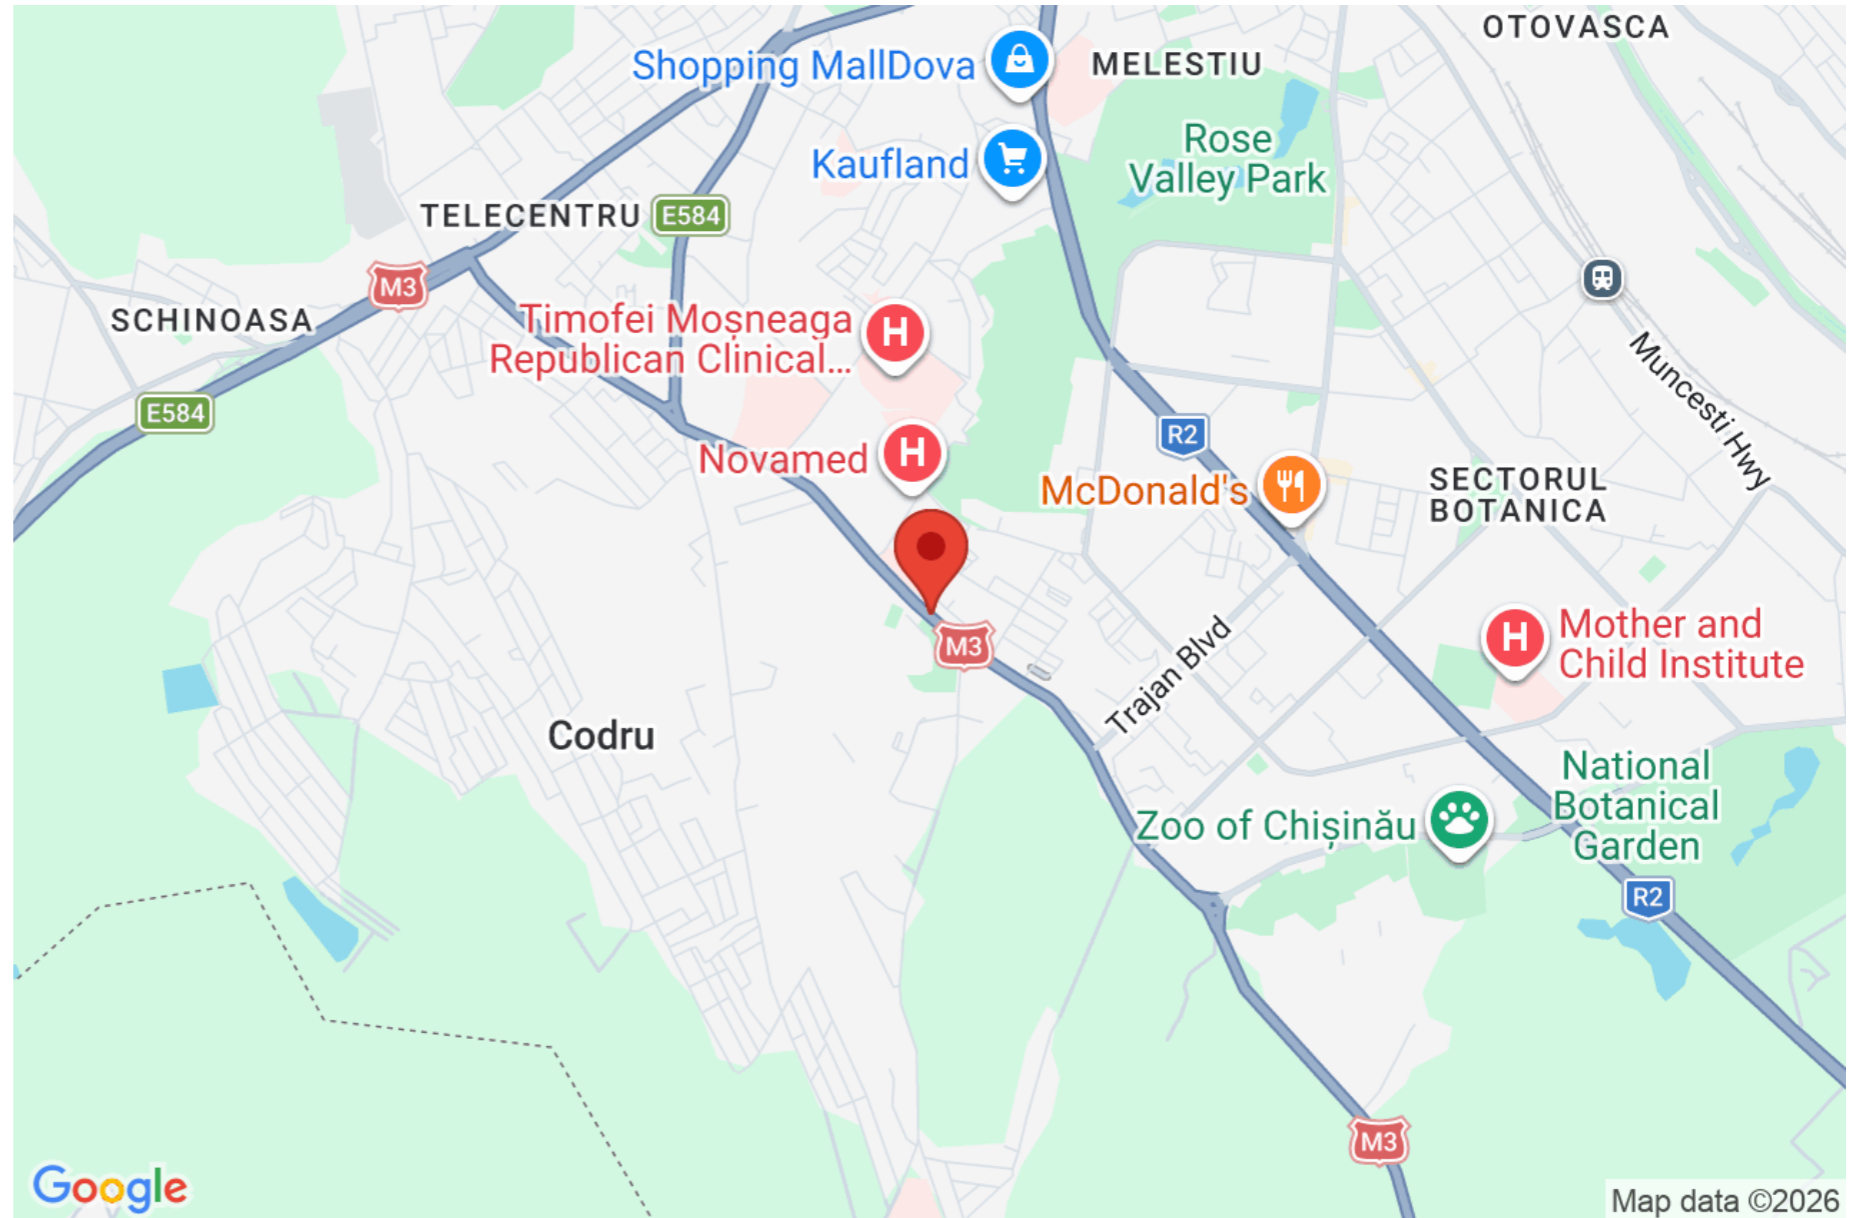 OTOVASCA
Shopping MallDova
MELESTIU
Rose
Valley Park
Kaufland
TELECENTRU
E584
M3
SCHINOASA
Timofei Moșneaga
Republican Clinical...
E584
Muncesti Hwy
R2
Novamed
McDonald's
SECTORUL
BOTANICA
M3
Trajan Blvd
Mother and
Child Institute
Codru
National
Botanical
Garden
Zoo of Chișinău
R2
M3
Google
Map data ©2026